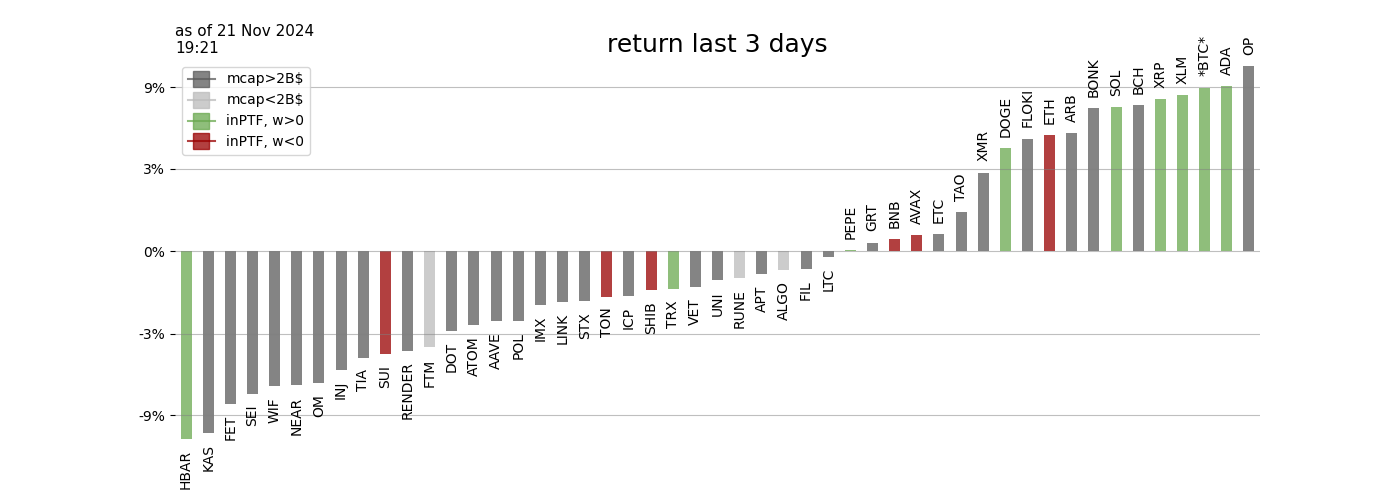 as of 21 Nov 2024
19:21
return last 3 days
mcap>2B$
mcap<2B$
inPTF, w>0
inPTF, w<0
9%
3%
0%
-3%
-9%
HBAR
KAS
FET
SEI
WIF
NEAR
OM
INJ
TIA
SUI
RENDER
FTM
DOT
ATOM
AAVE
POL
IMX
LINK
STX
TON
ICP
SHIB
TRX
VET
UNI
RUNE
APT
ALGO
FIL
LTC
PEPE
GRT
BNB
AVAX
ETC
TAO
XMR
DOGE
FLOKI
ETH
ARB
BONK
SOL
BCH
XRP
XLM
*BTC*
ADA
OP